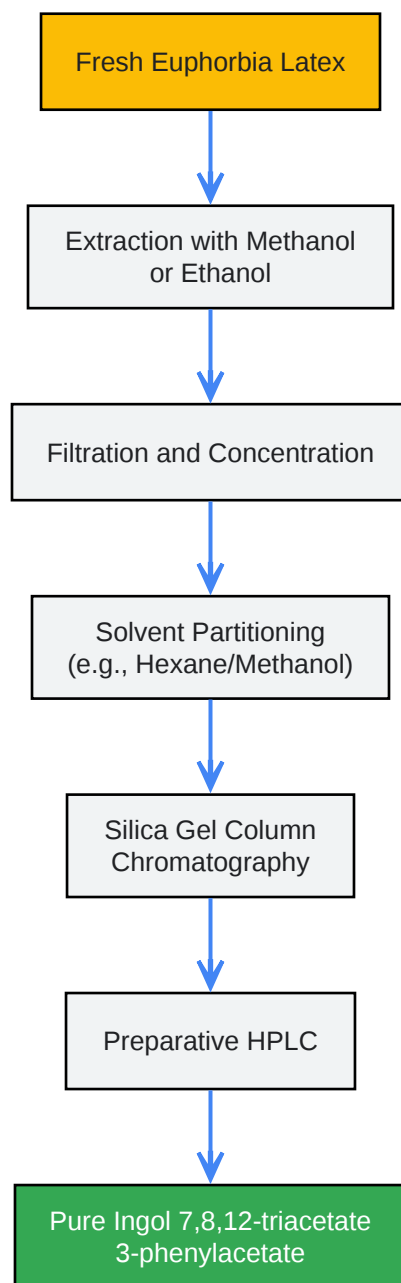 Fresh Euphorbia Latex
Extraction with Methanol
or Ethanol
Filtration and Concentration
Solvent Partitioning
(e.g., Hexane/Methanol)
Silica Gel Column
Chromatography
Preparative HPLC
Pure Ingol 7,8,12-triacetate
3-phenylacetate